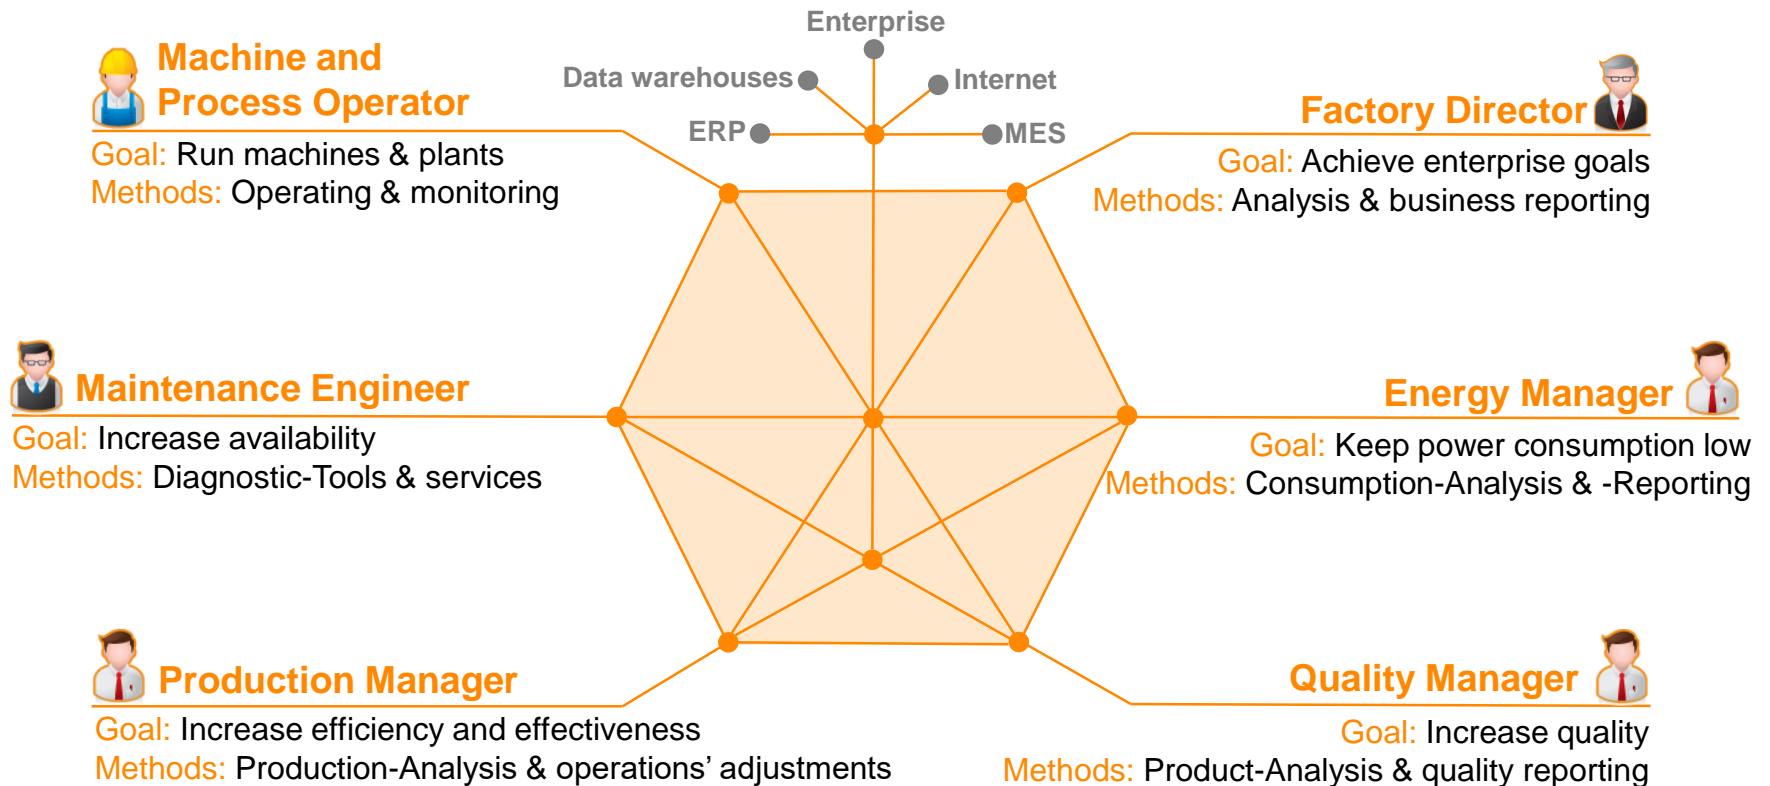 Enterprise
Data warehouses
Internet
ERP
MES
Machine and
Process Operator
Goal: Run machines & plants
Methods: Operating & monitoring
Factory Director
Goal: Achieve enterprise goals
Methods: Analysis & business reporting
Maintenance Engineer
Goal: Increase availability
Methods: Diagnostic-Tools & services
Energy Manager
Goal: Keep power consumption low
Methods: Consumption-Analysis & -Reporting
Production Manager
Goal: Increase efficiency and effectiveness
Methods: Production-Analysis & operations’ adjustments
Quality Manager
Goal: Increase quality
Methods: Product-Analysis & quality reporting